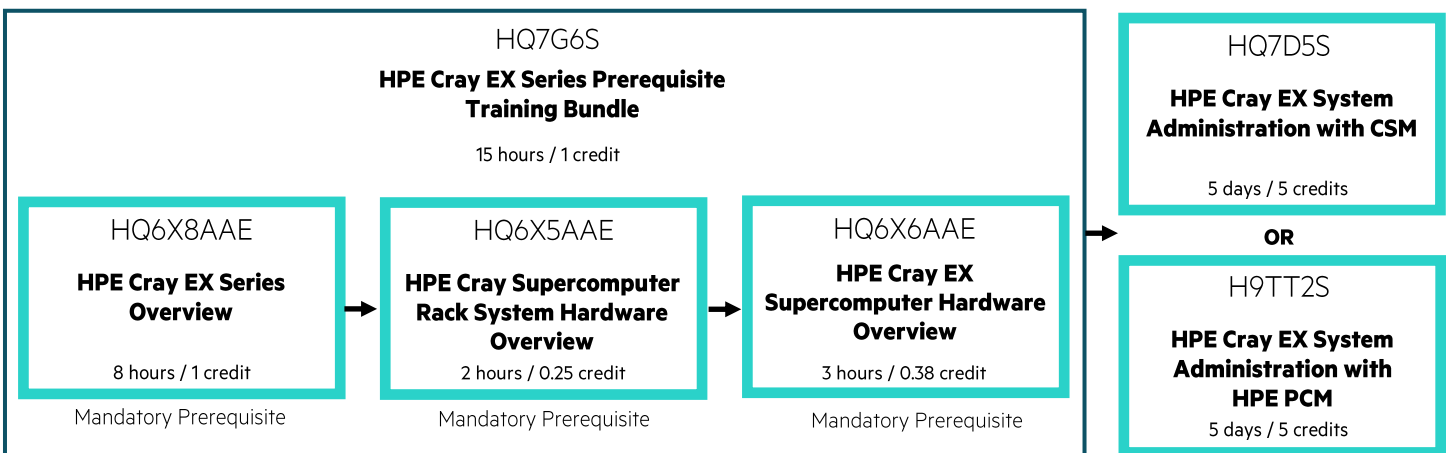 HQ7G6S
HPE Cray EX Series Prerequisite
Training Bundle
15 hours / 1 credit
HQ6X8AAE
HPE Cray EX Series
Overview
8 hours / 1 credit
Mandatory Prerequisite
HQ6X5AAE
HPE Cray Supercomputer
Rack System Hardware
Overview
2 hours / 0.25 credit
Mandatory Prerequisite
HQ6X6AAE
HPE Cray EX
Supercomputer Hardware
Overview
3 hours / 0.38 credit
Mandatory Prerequisite
HQ7D5S
HPE Cray EX System
Administration with CSM
5 days / 5 credits
OR
H9TT2S
HPE Cray EX System
Administration with
HPE PCM
5 days / 5 credits